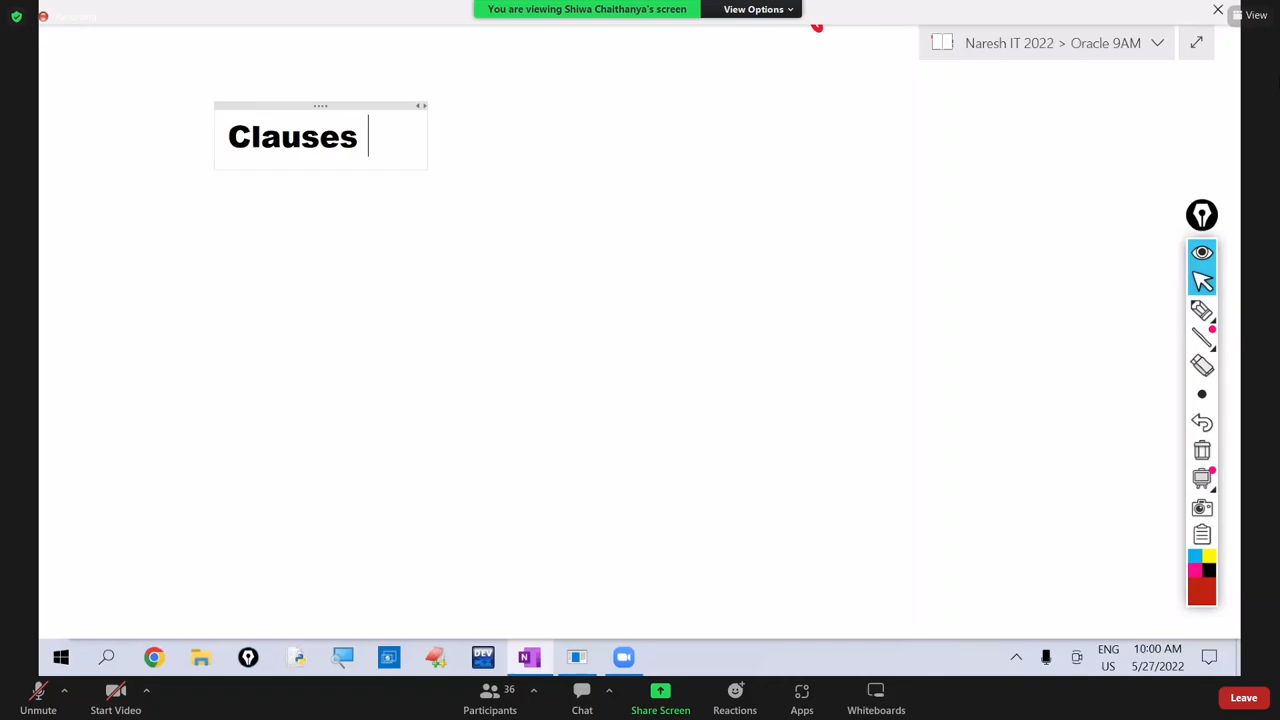 You are viewing Shiwa Chaithanya's screen
View Options
View
Naresh IT 2022 > Oracle 9AM
Clauses
DEV
N
ENG
US
10:00 AM
5/27/2022
Unmute
Start Video
36
Participants
Chat
Share Screen
Reactions
Apps
Whiteboards
Leave